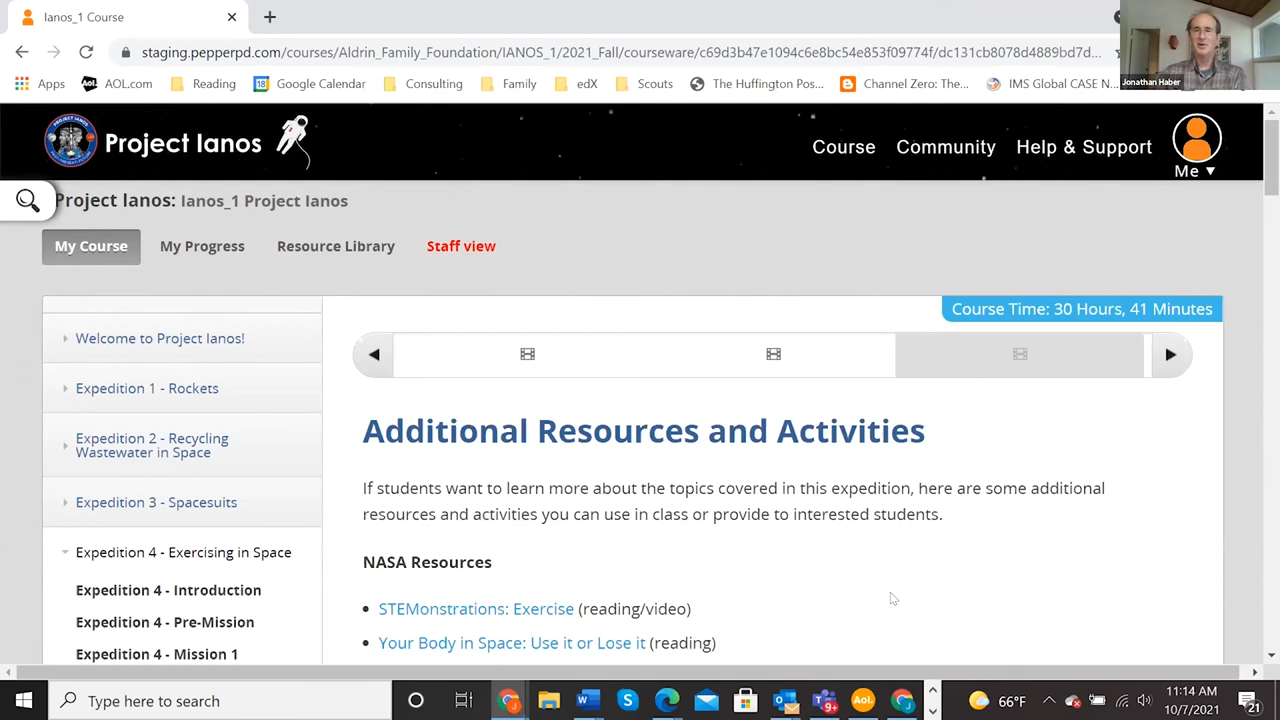 Ianos_1 Course
staging.pepperpd.com/courses/Aldrin_Family_Foundation/IANOS_1/2021_Fall/courseware/c69d3b47e1094c6e8bc54e853f09774f/dc131cb8078d4889bd7d...
Jonathan Haber
Apps
AOL.com
Reading
Google Calendar
Consulting
Family
edX
Scouts
The Huffington Pos...
Channel Zero: The...
IMS Global CASE N...
Project Ianos
Course
Community
Help & Support
Me ▼
Project Ianos: Ianos_1 Project Ianos
My Course
My Progress
Resource Library
Staff view
Course Time: 30 Hours, 41 Minutes
Welcome to Project Ianos!
Expedition 1 - Rockets
Expedition 2 - Recycling
Wastewater in Space
Expedition 3 - Spacesuits
Expedition 4 - Exercising in Space
Expedition 4 - Introduction
Expedition 4 - Pre-Mission
Expedition 4 - Mission 1
Additional Resources and Activities
If students want to learn more about the topics covered in this expedition, here are some additional
resources and activities you can use in class or provide to interested students.
NASA Resources
• STEMonstrations: Exercise (reading/video)
• Your Body in Space: Use it or Lose it (reading)
Type here to search
66°F
11:14 AM
10/7/2021
21